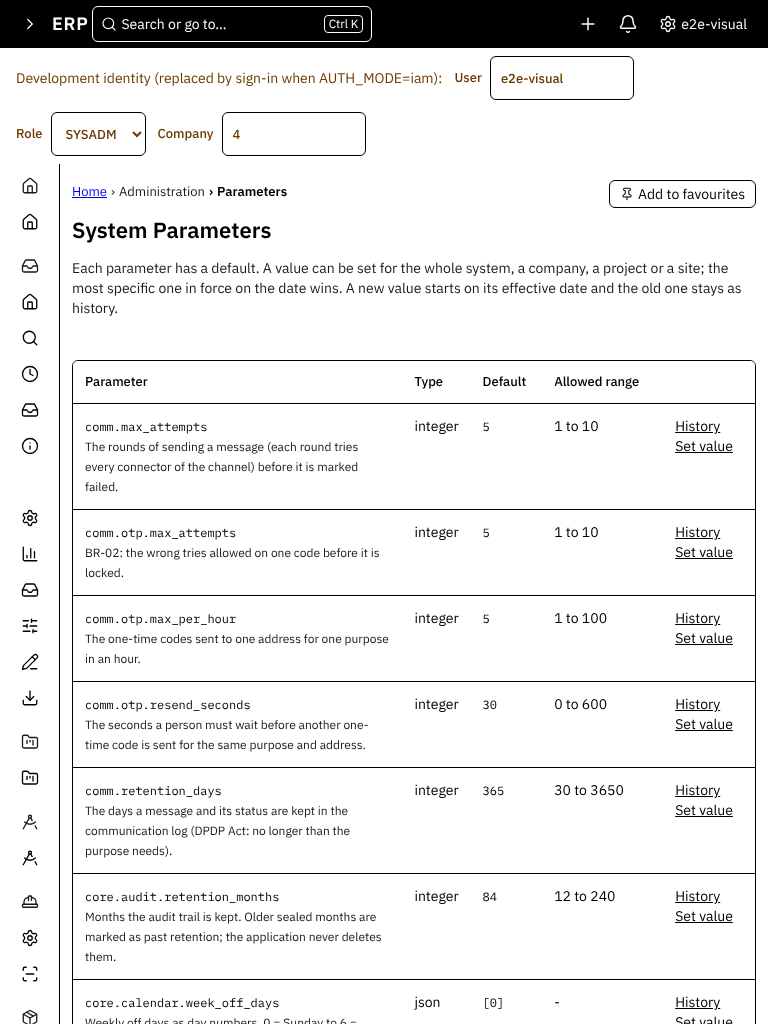 ERP
Search or go to...
Ctrl K
e2e-visual
Development identity (replaced by sign-in when AUTH_MODE=iam):
User
e2e-visual
Role
SYSADM
Company
4
Home › Administration › Parameters
Add to favourites
System Parameters
Each parameter has a default. A value can be set for the whole system, a company, a project or a site; the
most specific one in force on the date wins. A new value starts on its effective date and the old one stays as
history.
Parameter Type Default Allowed range
comm.max_attempts integer 5 1 to 10 History
The rounds of sending a message (each round tries Set value
every connector of the channel) before it is marked
failed.
comm.otp.max_attempts integer 5 1 to 10 History
BR-02: the wrong tries allowed on one code before it is Set value
locked.
comm.otp.max_per_hour integer 5 1 to 100 History
The one-time codes sent to one address for one purpose Set value
in an hour.
comm.otp.resend_seconds integer 30 0 to 600 History
The seconds a person must wait before another one- Set value
time code is sent for the same purpose and address.
comm.retention_days integer 365 30 to 3650 History
The days a message and its status are kept in the Set value
communication log (DPDP Act: no longer than the
purpose needs).
core.audit.retention_months integer 84 12 to 240 History
Months the audit trail is kept. Older sealed months are Set value
marked as past retention; the application never deletes
them.
core.calendar.week_off_days json [0] - History
Weekly off days as day numbers, 0 = Sunday to 6 = Set value